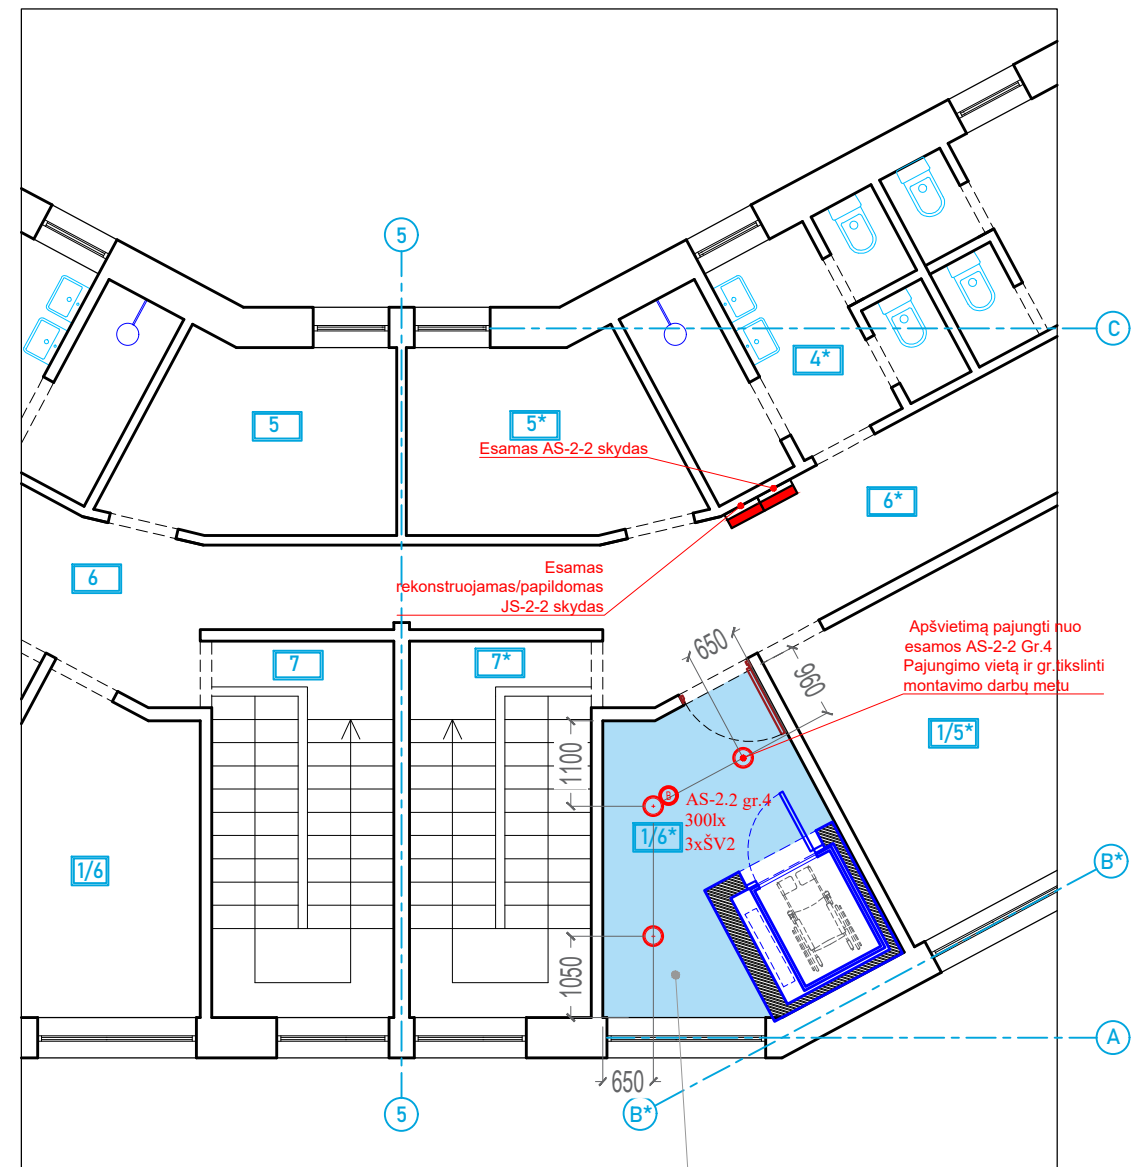 5
C
4*
5
5*
Esamas AS-2-2 skydas
6*
Esamas
rekonstruojamas/papildomas
JS-2-2 skydas
6
7
7*
650
960
Apšvietimą pajungti nuo
esamos AS-2-2 Gr.4
Pajungimo vietą ir gr.tikslinti
montavimo darbų metu
1/5*
1100
AS-2.2 gr.4
300lx
3xŠV2
1/6*
1/6
B*
1050
A
650
B*
5